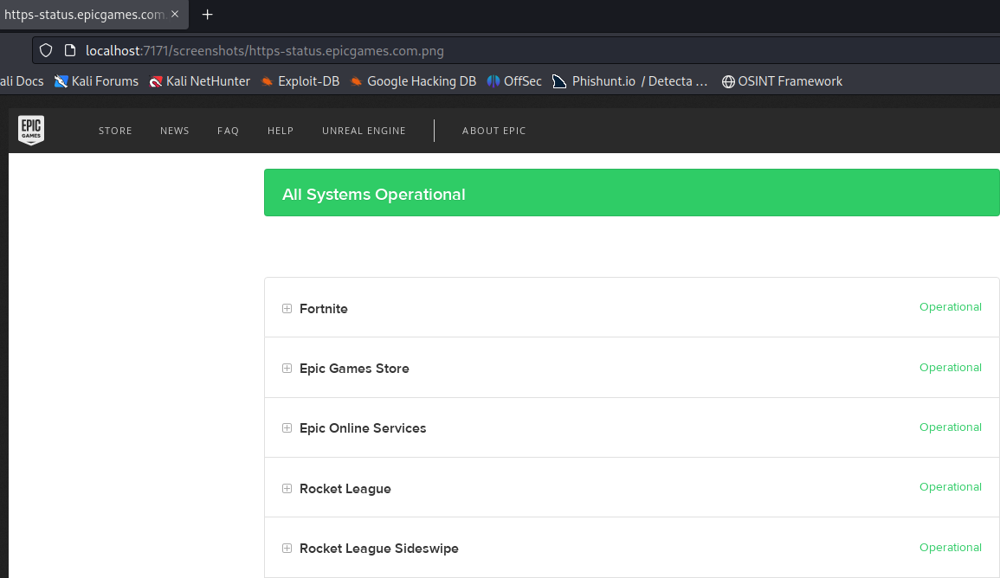 https-status.epicgames.com
localhost:7171/screenshots/https-status.epicgames.com.png
ali Docs Kali Forums Kali NetHunter Exploit-DB Google Hacking DB OffSec Phishunt.io / Detecta ... OSINT Framework
EPIC
GAMES
STORE NEWS FAQ HELP UNREAL ENGINE ABOUT EPIC
All Systems Operational
Fortnite Operational
Epic Games Store Operational
Epic Online Services Operational
Rocket League Operational
Rocket League Sideswipe Operational